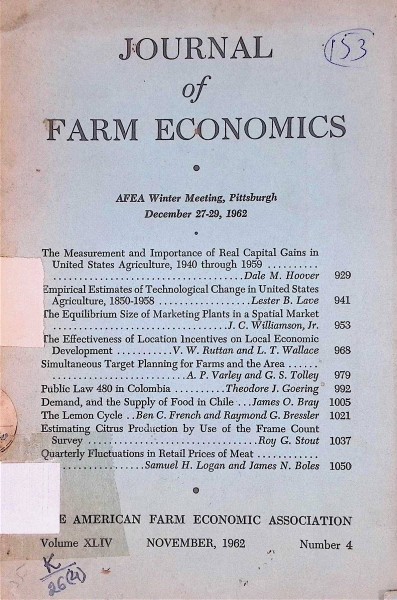 153
JOURNAL
of
FARM ECONOMICS
AFEA Winter Meeting, Pittsburgh
December 27-29, 1962
The Measurement and Importance of Real Capital Gains in
United States Agriculture, 1940 through 1959 ..........
.....................................Dale M. Hoover 929
Empirical Estimates of Technological Change in United States
Agriculture, 1850-1958 ..................Lester B. Lave 941
The Equilibrium Size of Marketing Plants in a Spatial Market
...................................J. C. Williamson, Jr. 953
The Effectiveness of Location Incentives on Local Economic
Development ...........V. W. Ruttan and L. T. Wallace 968
Simultaneous Target Planning for Farms and the Area ......
..........................A. P. Varley and G. S. Tolley 979
Public Law 480 in Colombia ..........Theodore J. Goering 992
Demand, and the Supply of Food in Chile ...James O. Bray 1005
The Lemon Cycle ..Ben C. French and Raymond G. Bressler 1021
Estimating Citrus Production by Use of the Frame Count
Survey ..................................Roy G. Stout 1037
Quarterly Fluctuations in Retail Prices of Meat ............
..................Samuel H. Logan and James N. Boles 1050
E AMERICAN FARM ECONOMIC ASSOCIATION
Volume XLIV NOVEMBER, 1962 Number 4
K
26(4)